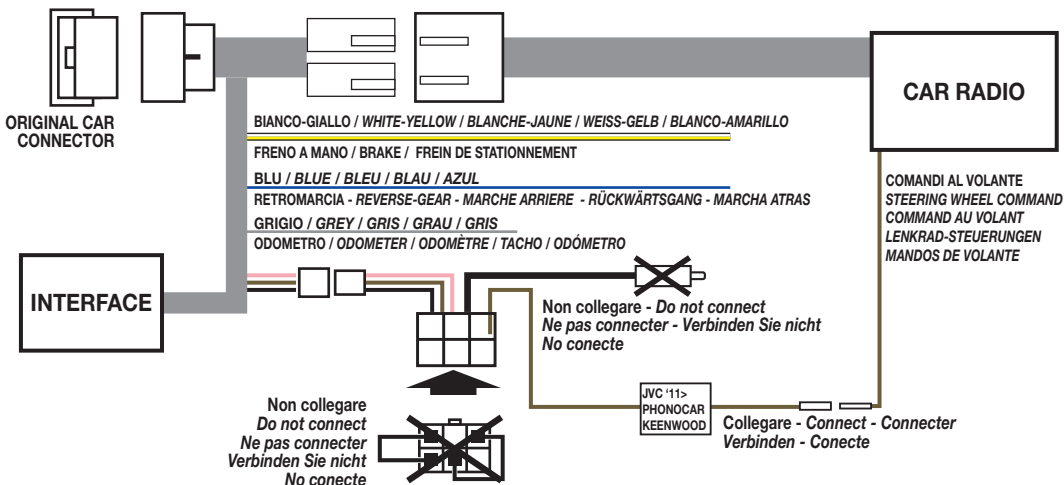 ORIGINAL CAR
CONNECTOR
CAR RADIO
BIANCO-GIALLO / WHITE-YELLOW / BLANCHE-JAUNE / WEISS-GELB / BLANCO-AMARILLO
FRENO A MANO / BRAKE / FREIN DE STATIONNEMENT
BLU / BLUE / BLEU / BLAU / AZUL
RETROMARCIA - REVERSE-GEAR - MARCHE ARRIERE - RÜCKWÄRTSGANG - MARCHA ATRAS
GRIGIO / GREY / GRIS / GRAU / GRIS
ODOMETRO / ODOMETER / ODOMÈTRE / TACHO / ODÓMETRO
COMANDI AL VOLANTE
STEERING WHEEL COMMAND
COMMAND AU VOLANT
LENKRAD-STEUERUNGEN
MANDOS DE VOLANTE
INTERFACE
Non collegare - Do not connect
Ne pas connecter - Verbinden Sie nicht
No conecte
JVC '11>
PHONOCAR
KEENWOOD
Collegare - Connect - Connecter
Verbinden - Conecte
Non collegare
Do not connect
Ne pas connecter
Verbinden Sie nicht
No conecte